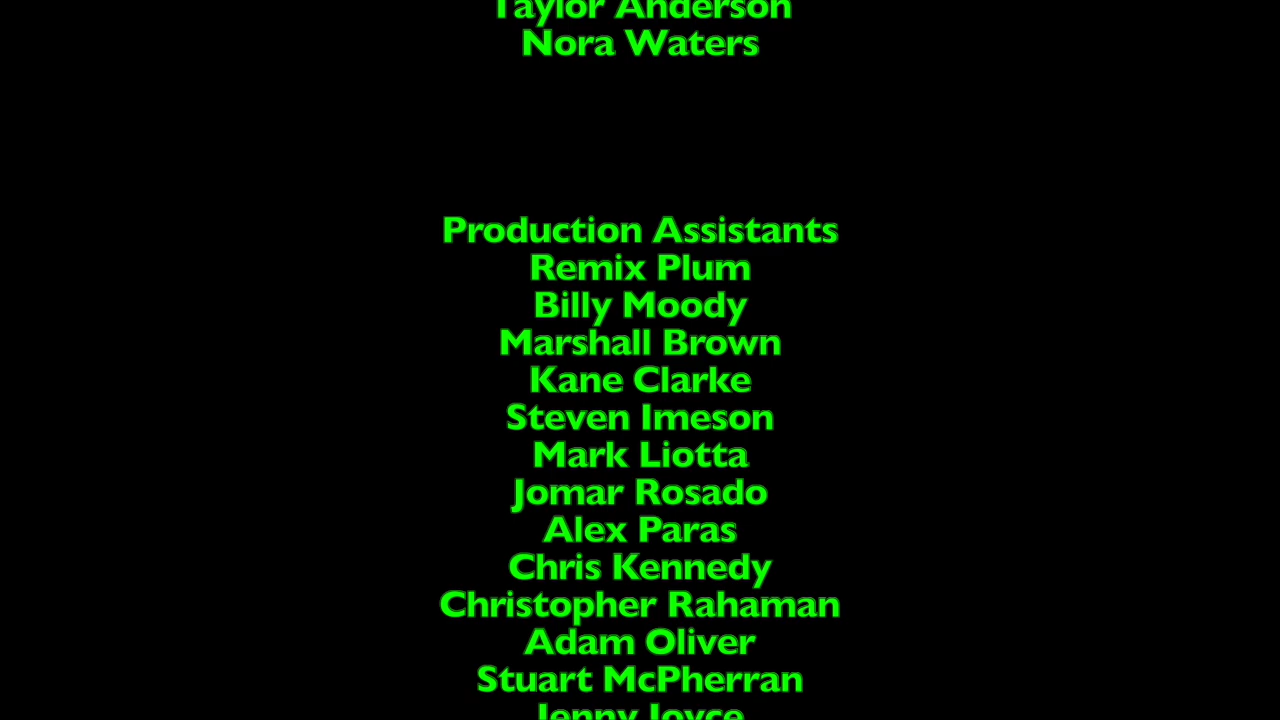 Taylor Anderson
Nora Waters
Production Assistants
Remix Plum
Billy Moody
Marshall Brown
Kane Clarke
Steven Imeson
Mark Liotta
Jomar Rosado
Alex Paras
Chris Kennedy
Christopher Rahaman
Adam Oliver
Stuart McPherran
Jenny Joyce